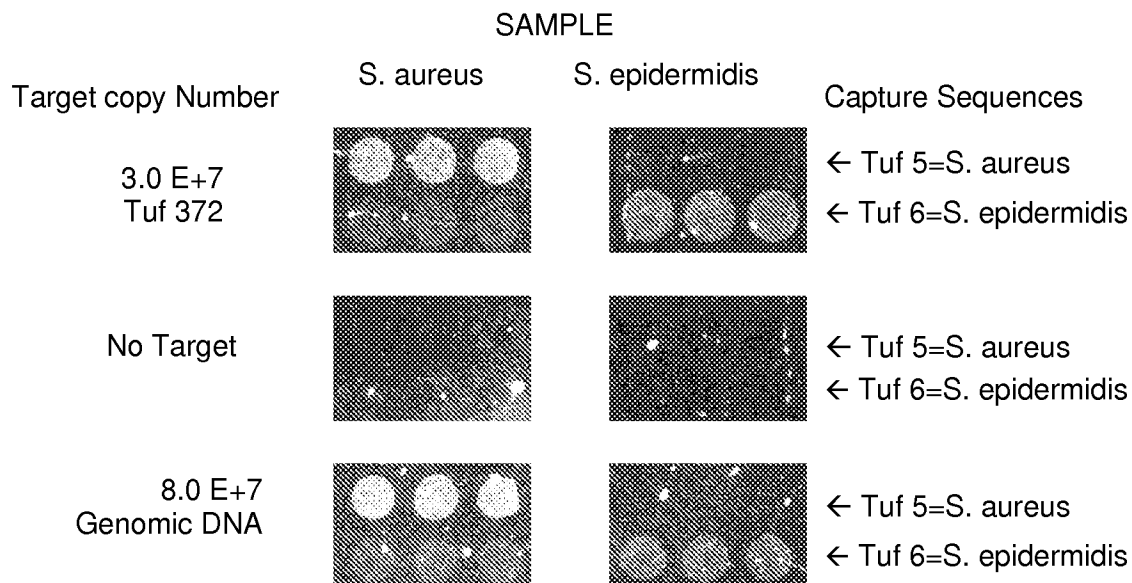 SAMPLE
S. aureus
S. epidermidis
Target copy Number
Capture Sequences
3.0 E+7
Tuf 372
← Tuf 5=S. aureus
← Tuf 6=S. epidermidis
No Target
← Tuf 5=S. aureus
← Tuf 6=S. epidermidis
8.0 E+7
Genomic DNA
← Tuf 5=S. aureus
← Tuf 6=S. epidermidis